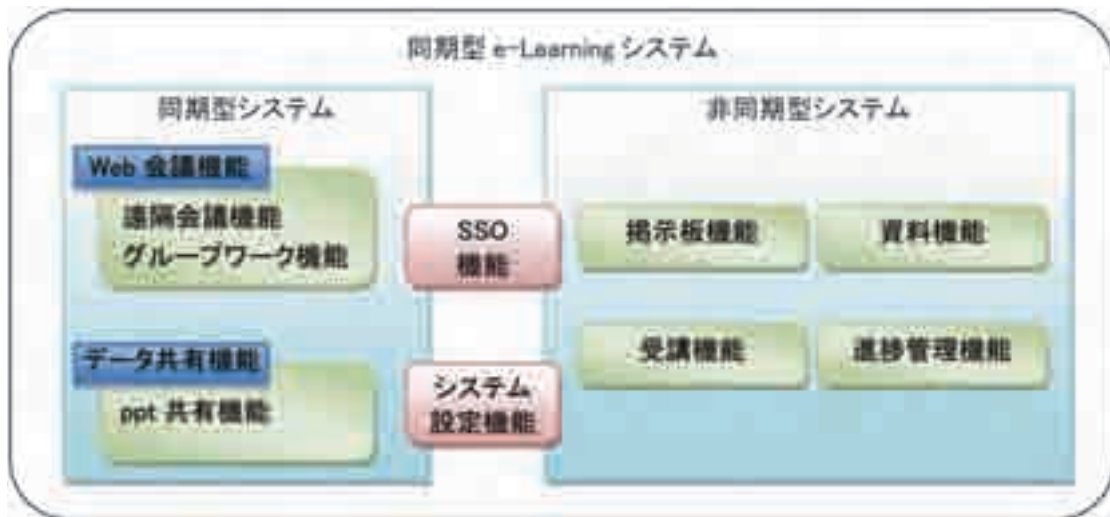 同期型 e-Learning システム
同期型システム
Web 会議機能
遠隔会議機能
グループワーク機能
データ共有機能
ppt 共有機能
SSO
機能
システム
設定機能
非同期型システム
掲示板機能
資料機能
受講機能
進捗管理機能